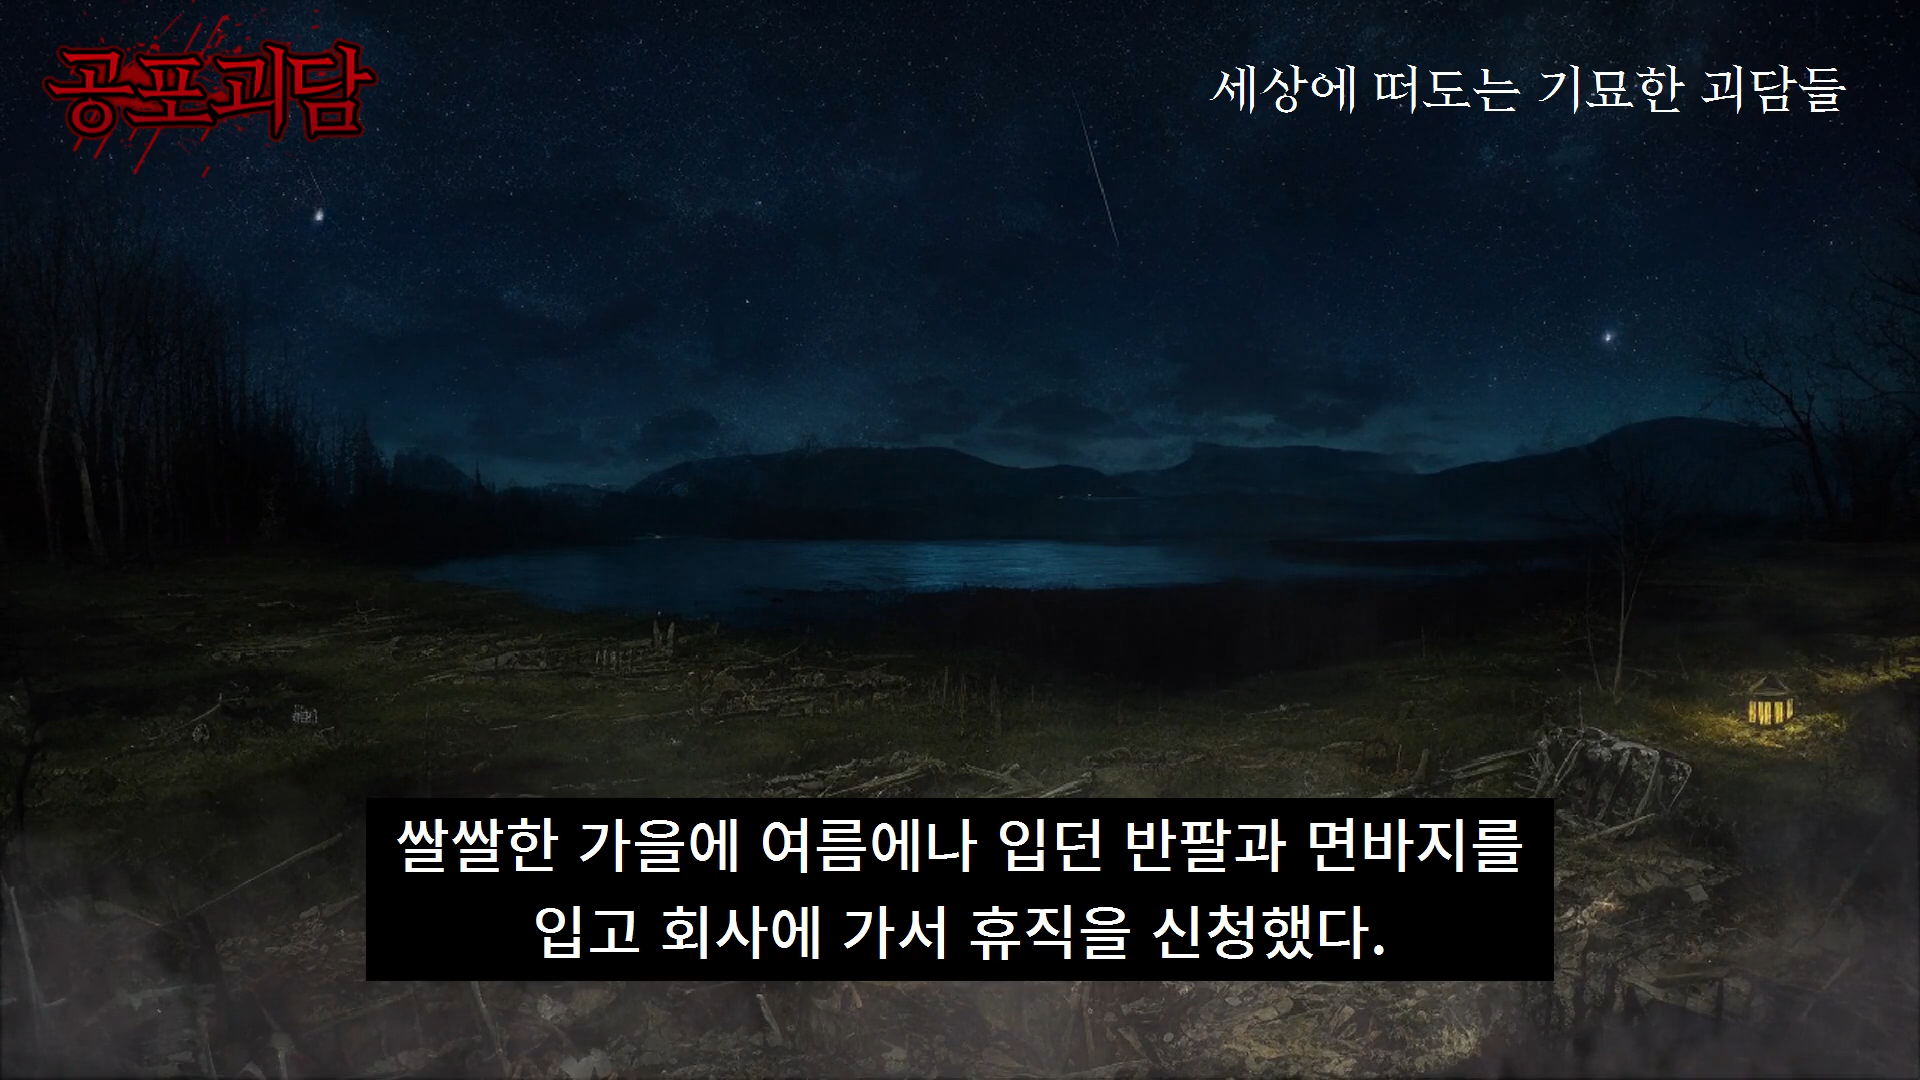 공포괴담
세상에 떠도는 기묘한 괴담들
쌀쌀한 가을에 여름에나 입던 반팔과 면바지를
입고 회사에 가서 휴직을 신청했다.